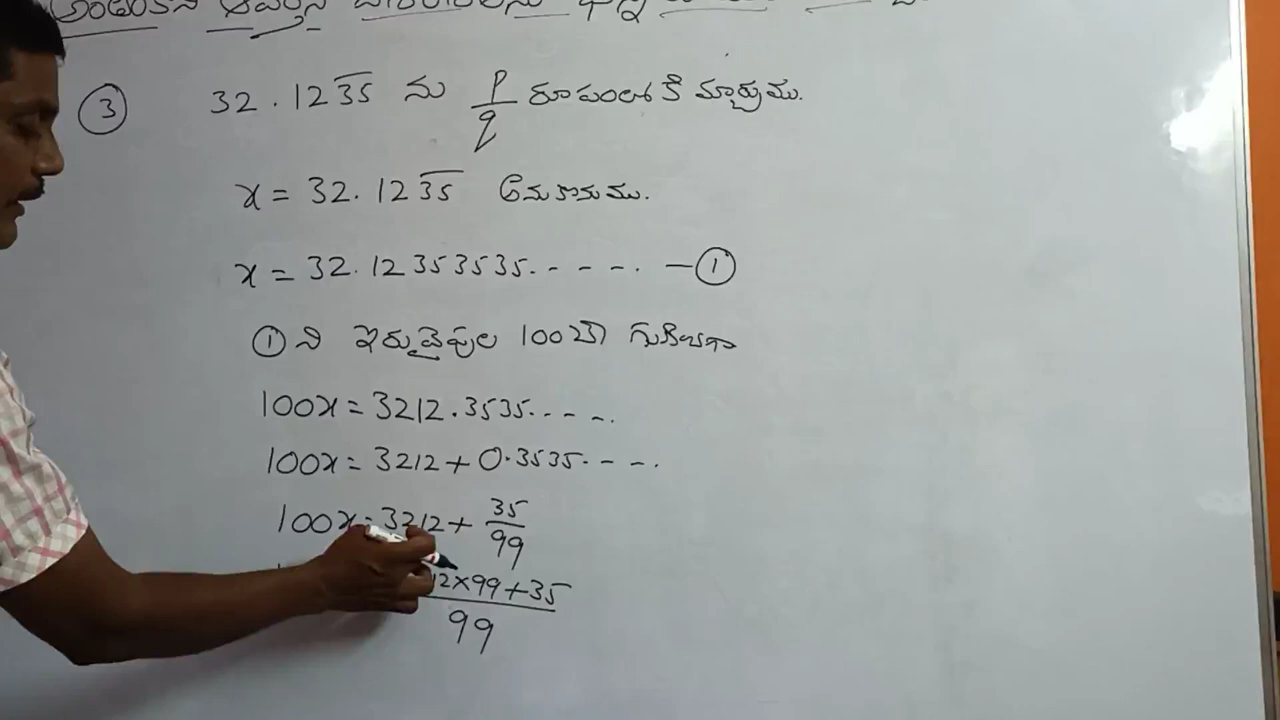 ③ 32.12\overline{35} ను p/q రూపంలోకి మార్చుము.
x = 32.12\overline{35} అనుకొనుము.
x = 32.12353535..---. —①
① ని ఇరువైపుల 100చే గుణించగా
100x = 3212.3535..--.
100x = 3212+0.3535..--.
100x = 3212+ 35/99
12×99+35
99